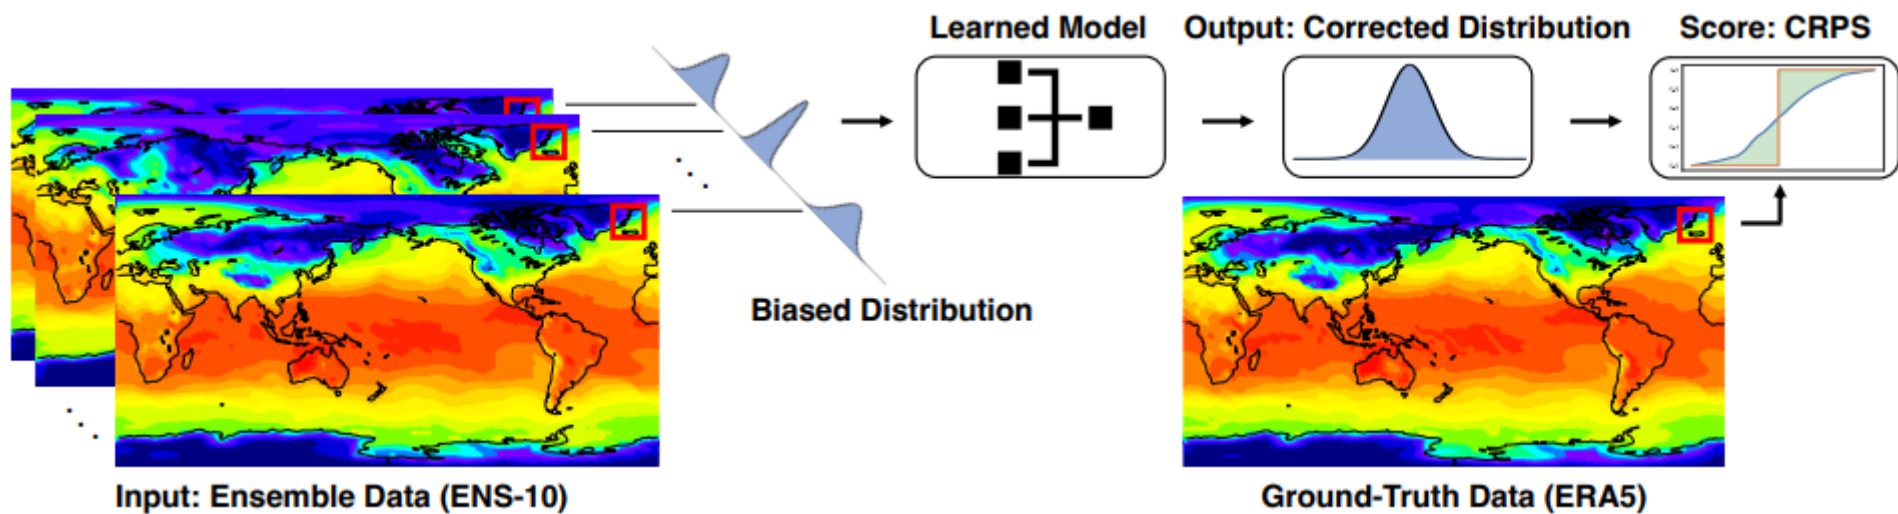 Learned Model
Output: Corrected Distribution
Score: CRPS
Biased Distribution
Input: Ensemble Data (ENS-10)
Ground-Truth Data (ERA5)